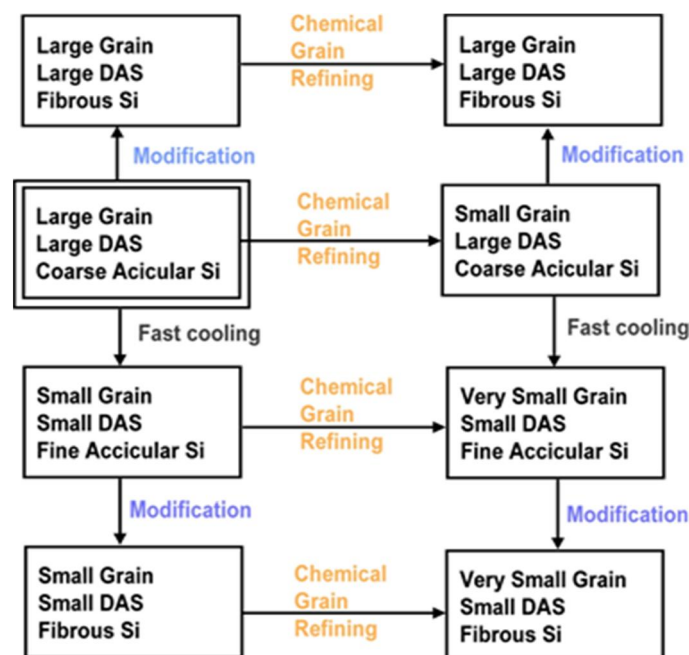 Large Grain
Large DAS
Fibrous Si
Chemical
Grain
Refining
Large Grain
Large DAS
Fibrous Si
Modification
Modification
Large Grain
Large DAS
Coarse Acicular Si
Chemical
Grain
Refining
Small Grain
Large DAS
Coarse Acicular Si
Fast cooling
Fast cooling
Small Grain
Small DAS
Fine Accicular Si
Chemical
Grain
Refining
Very Small Grain
Small DAS
Fine Accicular Si
Modification
Modification
Small Grain
Small DAS
Fibrous Si
Chemical
Grain
Refining
Very Small Grain
Small DAS
Fibrous Si